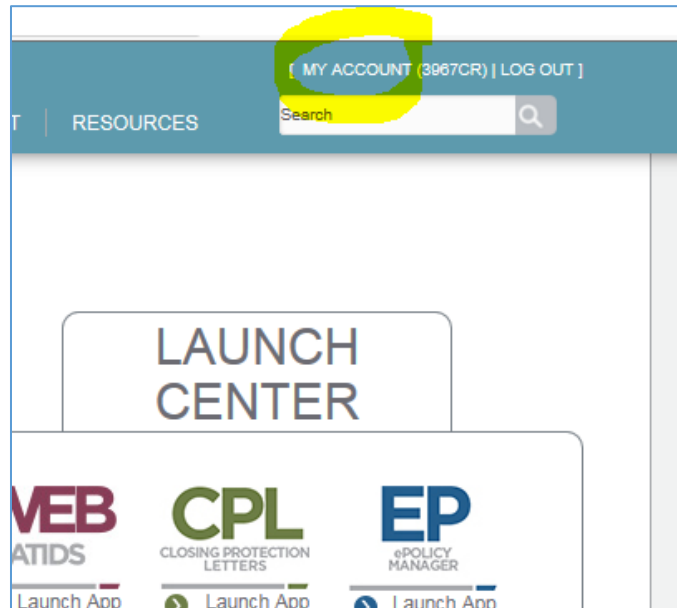 [ MY ACCOUNT (3967CR) | LOG OUT ]
T | RESOURCES
Search
LAUNCH
CENTER
WEB
ATIDS
Launch App
CPL
CLOSING PROTECTION
LETTERS
Launch App
EP
ePOLICY
MANAGER
Launch App